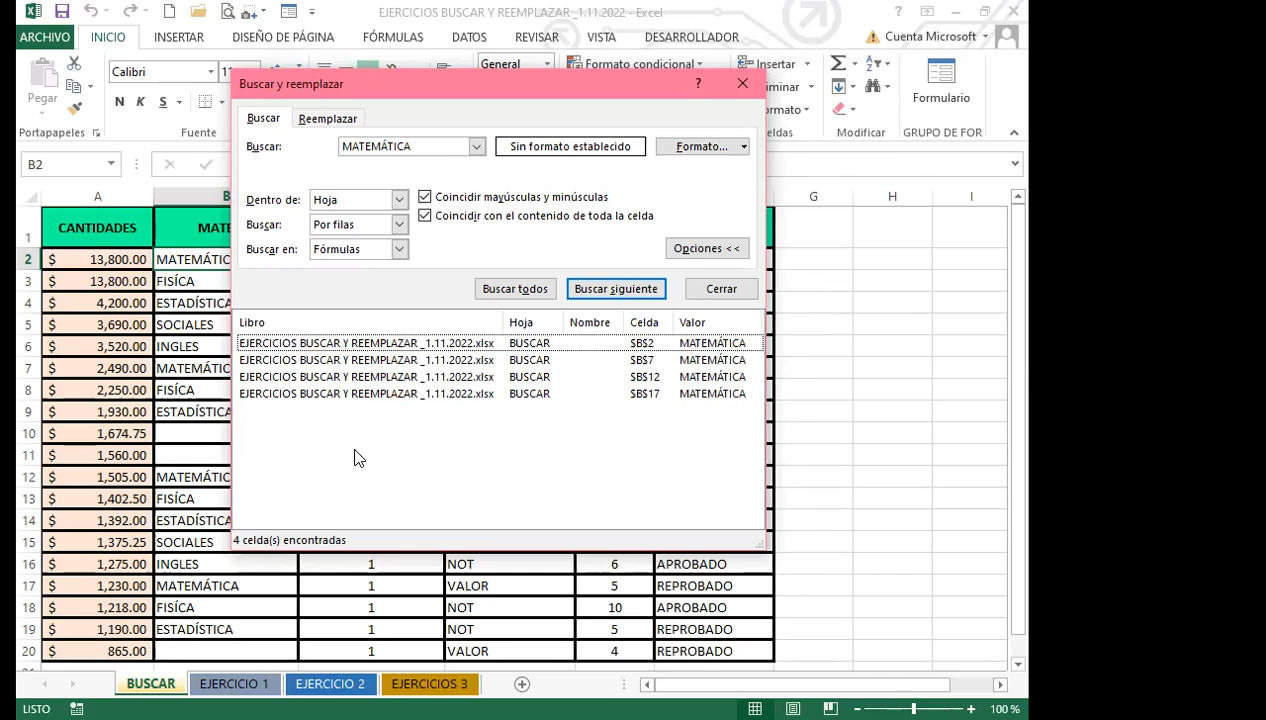 EJERCICIOS BUSCAR Y REEMPLAZAR _1.11.2022 - Excel
?
ARCHIVO INICIO INSERTAR DISEÑO DE PÁGINA FÓRMULAS DATOS REVISAR VISTA DESARROLLADOR Cuenta Microsoft
Pegar
Portapapeles
Calibri
N K S
Fuente
General
Formato condicional
Insertar
Modificar
Formulario
GRUPO DE FOR
B2
Buscar y reemplazar ?
Buscar Reemplazar
Buscar: MATEMÁTICA Sin formato establecido Formato...
Dentro de: Hoja Coincidir mayúsculas y minúsculas
Buscar: Por filas Coincidir con el contenido de toda la celda
Buscar en: Fórmulas Opciones <<
Buscar todos Buscar siguiente Cerrar
Libro Hoja Nombre Celda Valor
EJERCICIOS BUSCAR Y REEMPLAZAR _1.11.2022.xlsx BUSCAR $B$2 MATEMÁTICA
EJERCICIOS BUSCAR Y REEMPLAZAR _1.11.2022.xlsx BUSCAR $B$7 MATEMÁTICA
EJERCICIOS BUSCAR Y REEMPLAZAR _1.11.2022.xlsx BUSCAR $B$12 MATEMÁTICA
EJERCICIOS BUSCAR Y REEMPLAZAR _1.11.2022.xlsx BUSCAR $B$17 MATEMÁTICA
4 celda(s) encontradas
A B G H I
1 CANTIDADES MATE
2 $ 13,800.00 MATEMÁTIC
3 $ 13,800.00 FISÍCA
4 $ 4,200.00 ESTADÍSTIC
5 $ 3,690.00 SOCIALES
6 $ 3,520.00 INGLES
7 $ 2,490.00 MATEMÁTIC
8 $ 2,250.00 FISÍCA
9 $ 1,930.00 ESTADÍSTIC
10 $ 1,674.75
11 $ 1,560.00
12 $ 1,505.00 MATEMÁTIC
13 $ 1,402.50 FISÍCA
14 $ 1,392.00 ESTADÍSTIC
15 $ 1,375.25 SOCIALES
16 $ 1,275.00 INGLES 1 NOT 6 APROBADO
17 $ 1,230.00 MATEMÁTICA 1 VALOR 5 REPROBADO
18 $ 1,218.00 FISÍCA 1 NOT 10 APROBADO
19 $ 1,190.00 ESTADÍSTICA 1 NOT 5 REPROBADO
20 $ 865.00 1 VALOR 4 REPROBADO
BUSCAR EJERCICIO 1 EJERCICIO 2 EJERCICIOS 3
LISTO 100 %